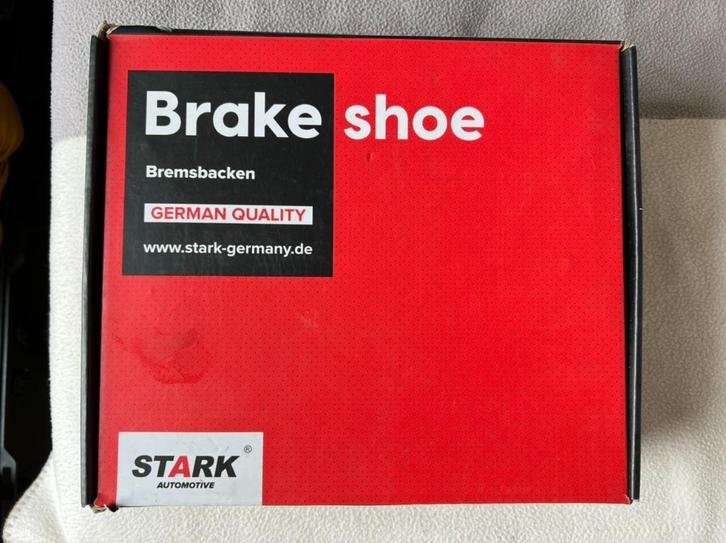 Brake shoe
Bremsbacken
GERMAN QUALITY
www.stark-germany.de
STARK ®
AUTOMOTIVE